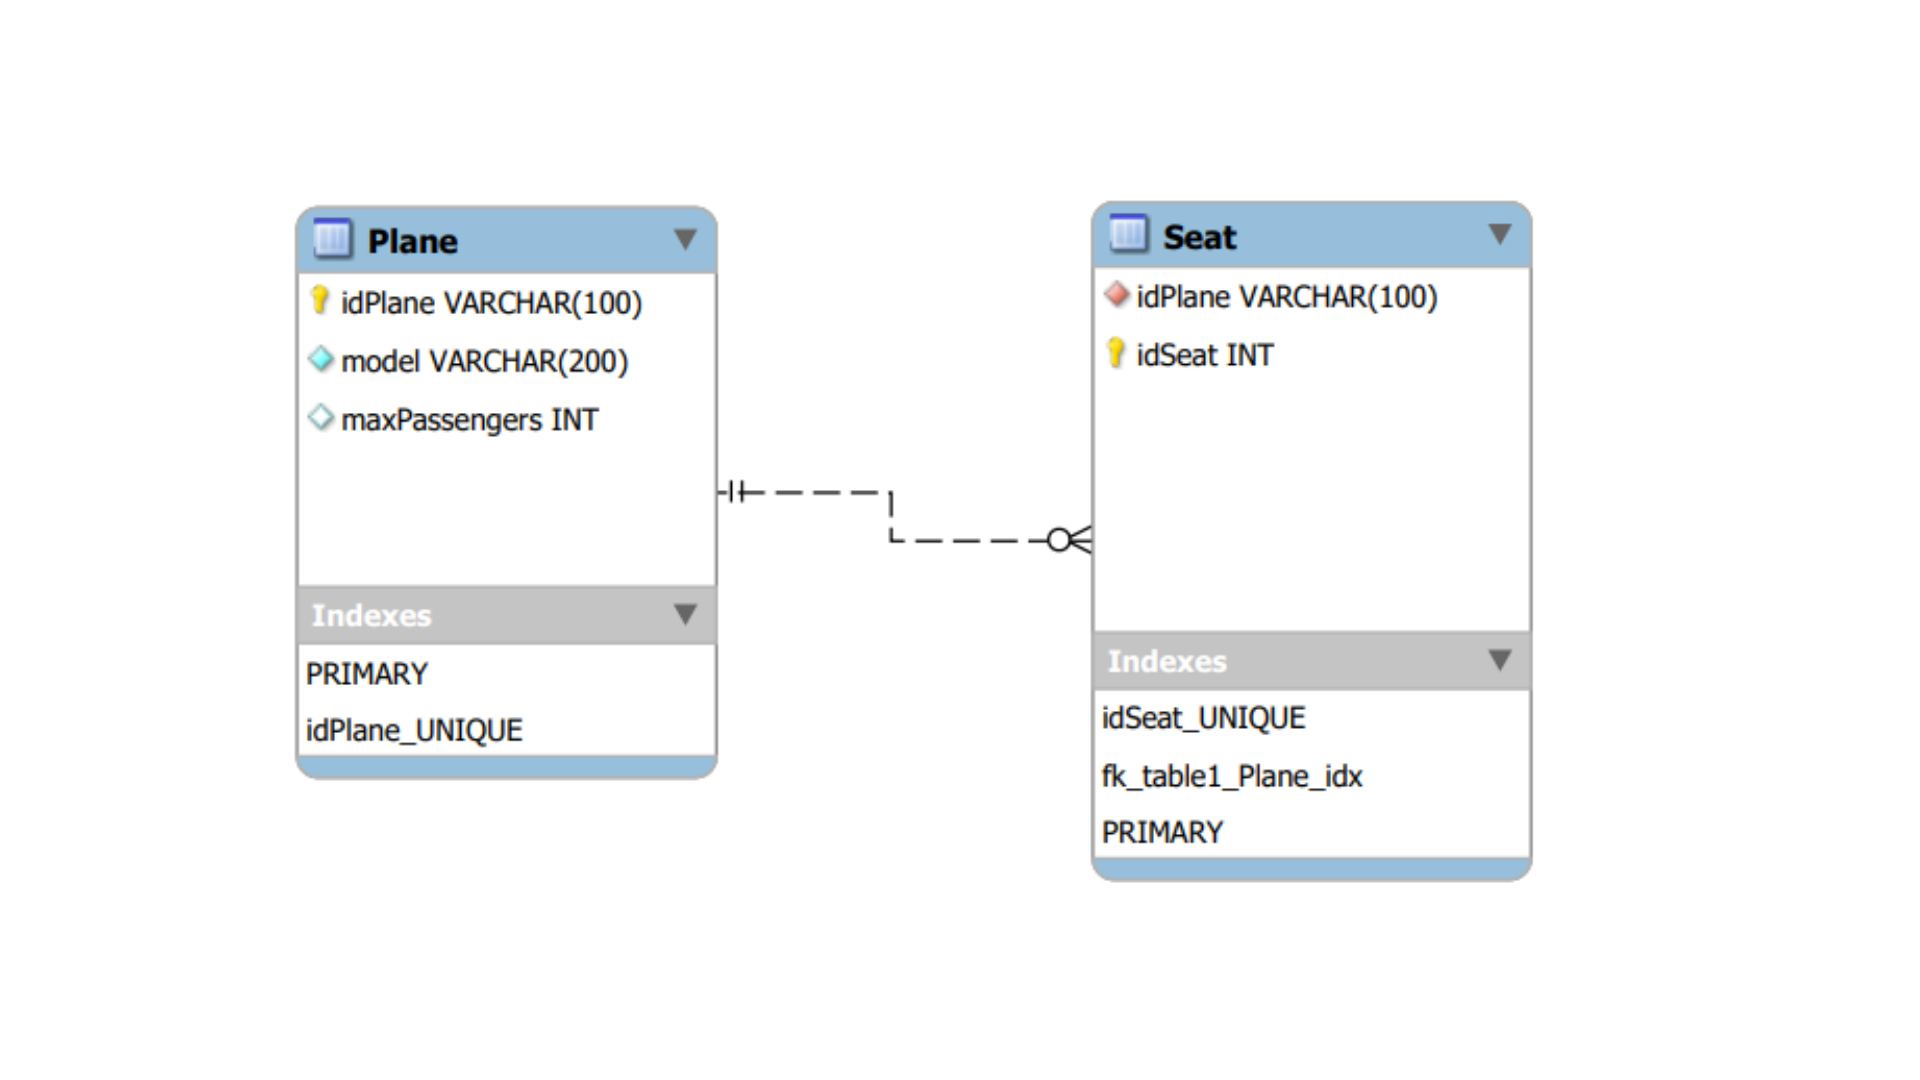 Plane
idPlane VARCHAR(100)
model VARCHAR(200)
maxPassengers INT
Indexes
PRIMARY
idPlane_UNIQUE
Seat
idPlane VARCHAR(100)
idSeat INT
Indexes
idSeat_UNIQUE
fk_table1_Plane_idx
PRIMARY